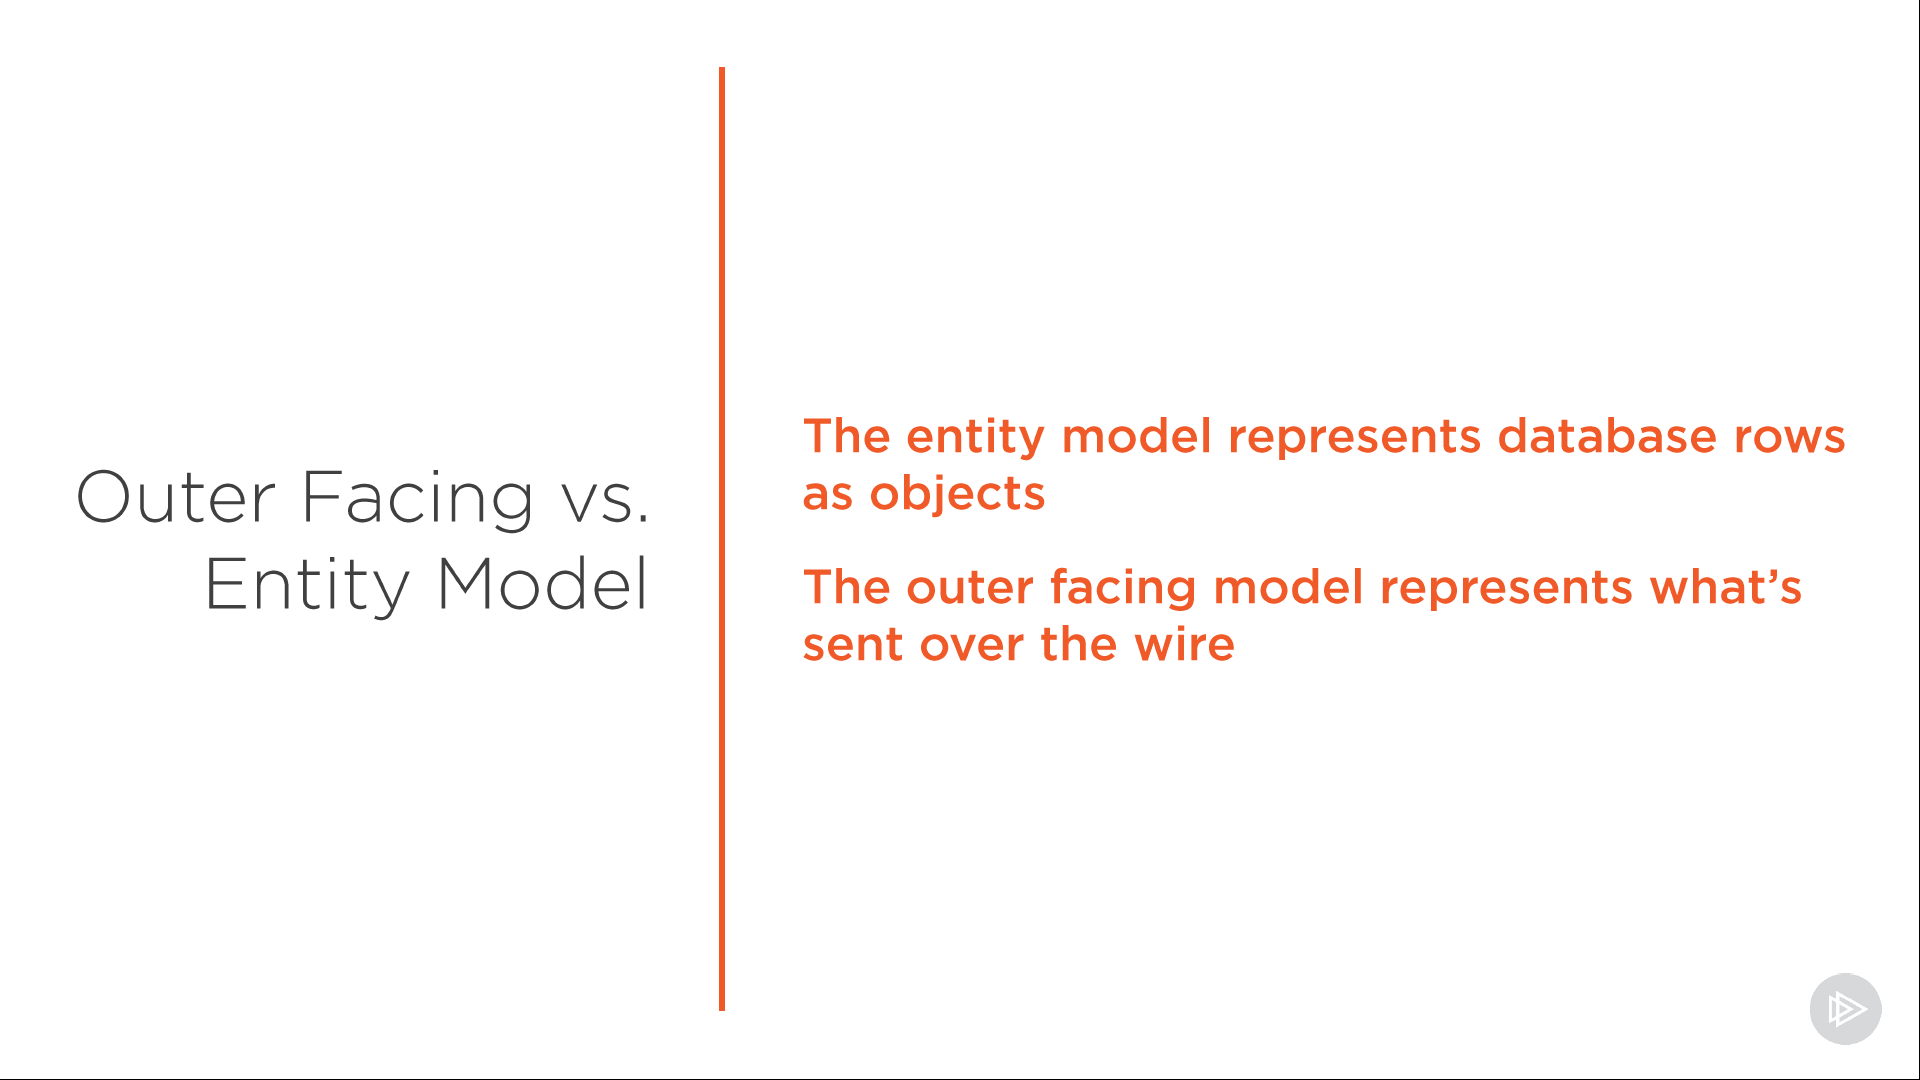 Outer Facing vs.
Entity Model
The entity model represents database rows
as objects
The outer facing model represents what’s
sent over the wire